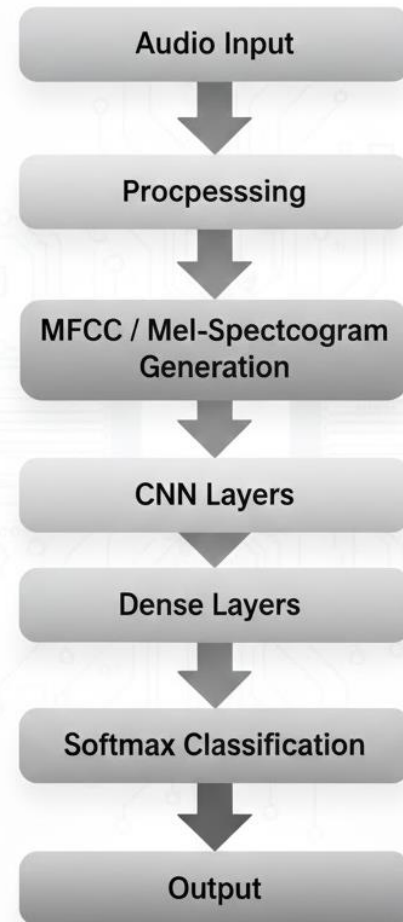 Audio Input
Procpesssing
MFCC / Mel-Spectcogram
Generation
CNN Layers
Dense Layers
Softmax Classification
Output